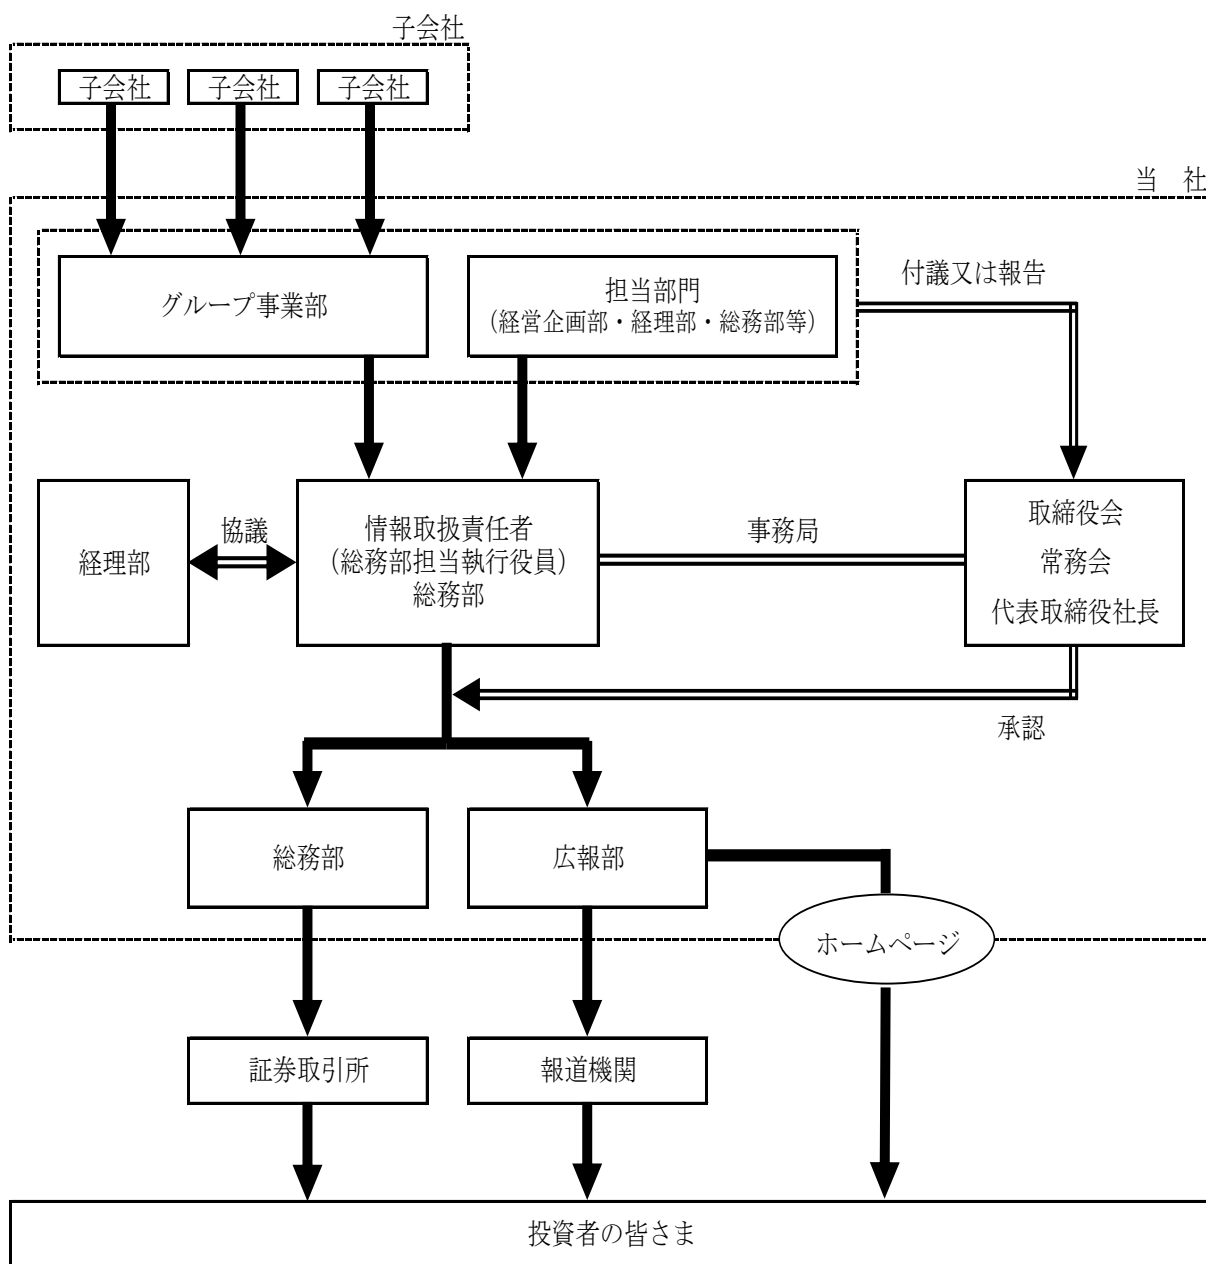 子会社
子会社
子会社
子会社
当　社
グループ事業部
担当部門
（経営企画部・経理部・総務部等）
付議又は報告
経理部
協議
情報取扱責任者
（総務部担当執行役員）
総務部
事務局
取締役会
常務会
代表取締役社長
承認
総務部
広報部
ホームページ
証券取引所
報道機関
投資者の皆さま